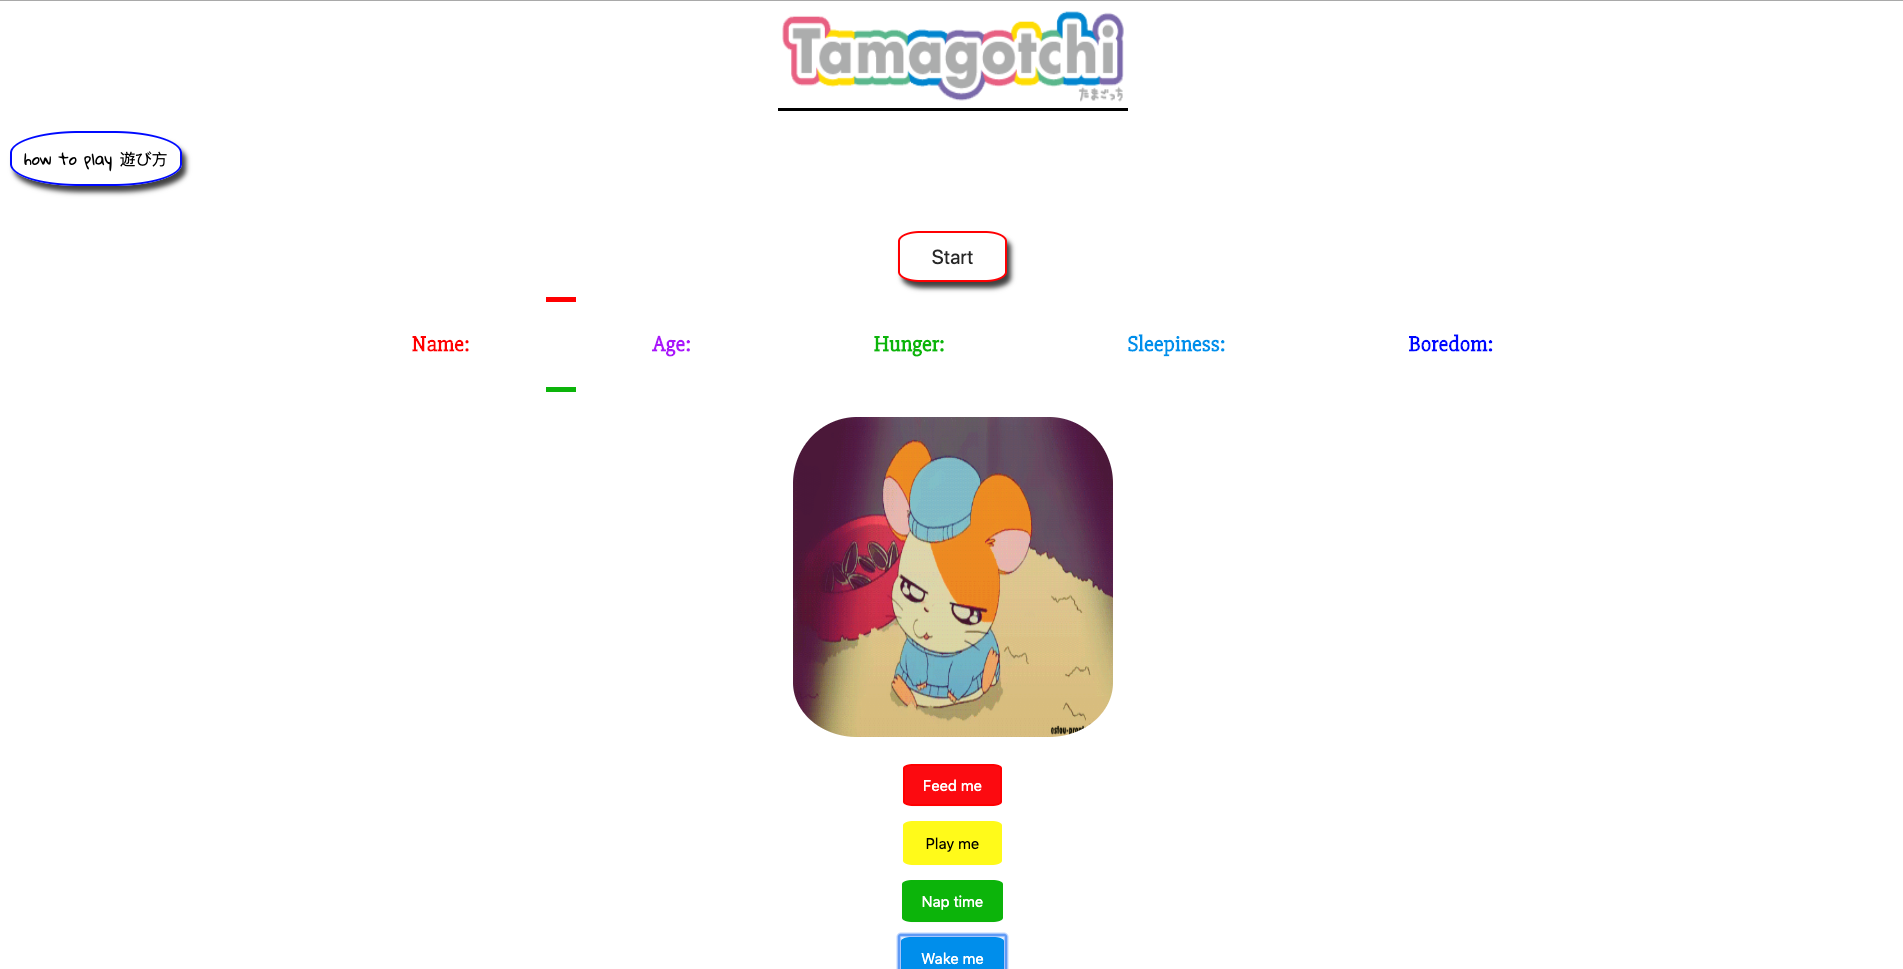 Tamagotchi
たまごっち
how to play 遊び方
Start
Name:
Age:
Hunger:
Sleepiness:
Boredom:
Feed me
Play me
Nap time
Wake me